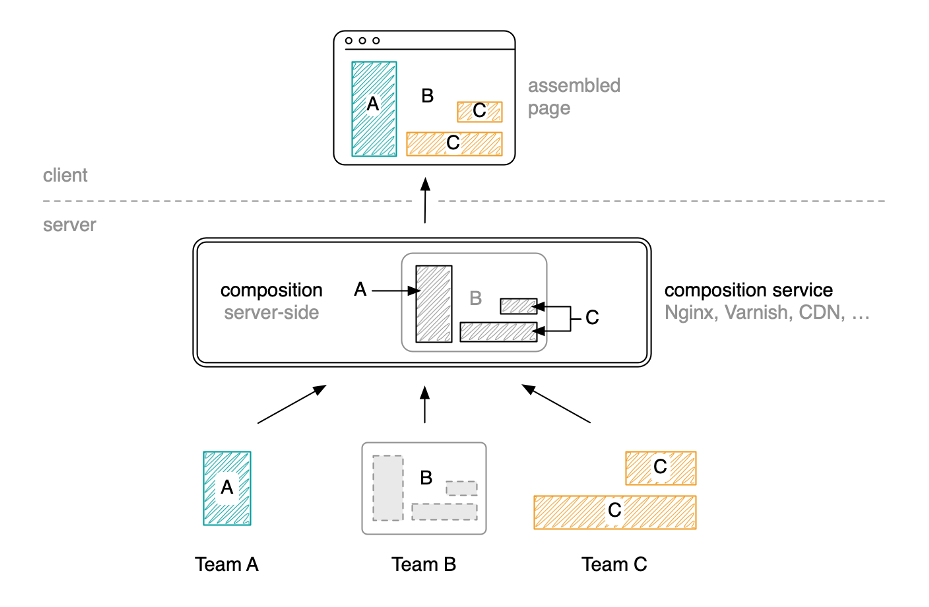 A
B
C
C
assembled
page
client
server
composition
server-side
A
B
C
composition service
Nginx, Varnish, CDN, …
A
B
C
C
Team A
Team B
Team C